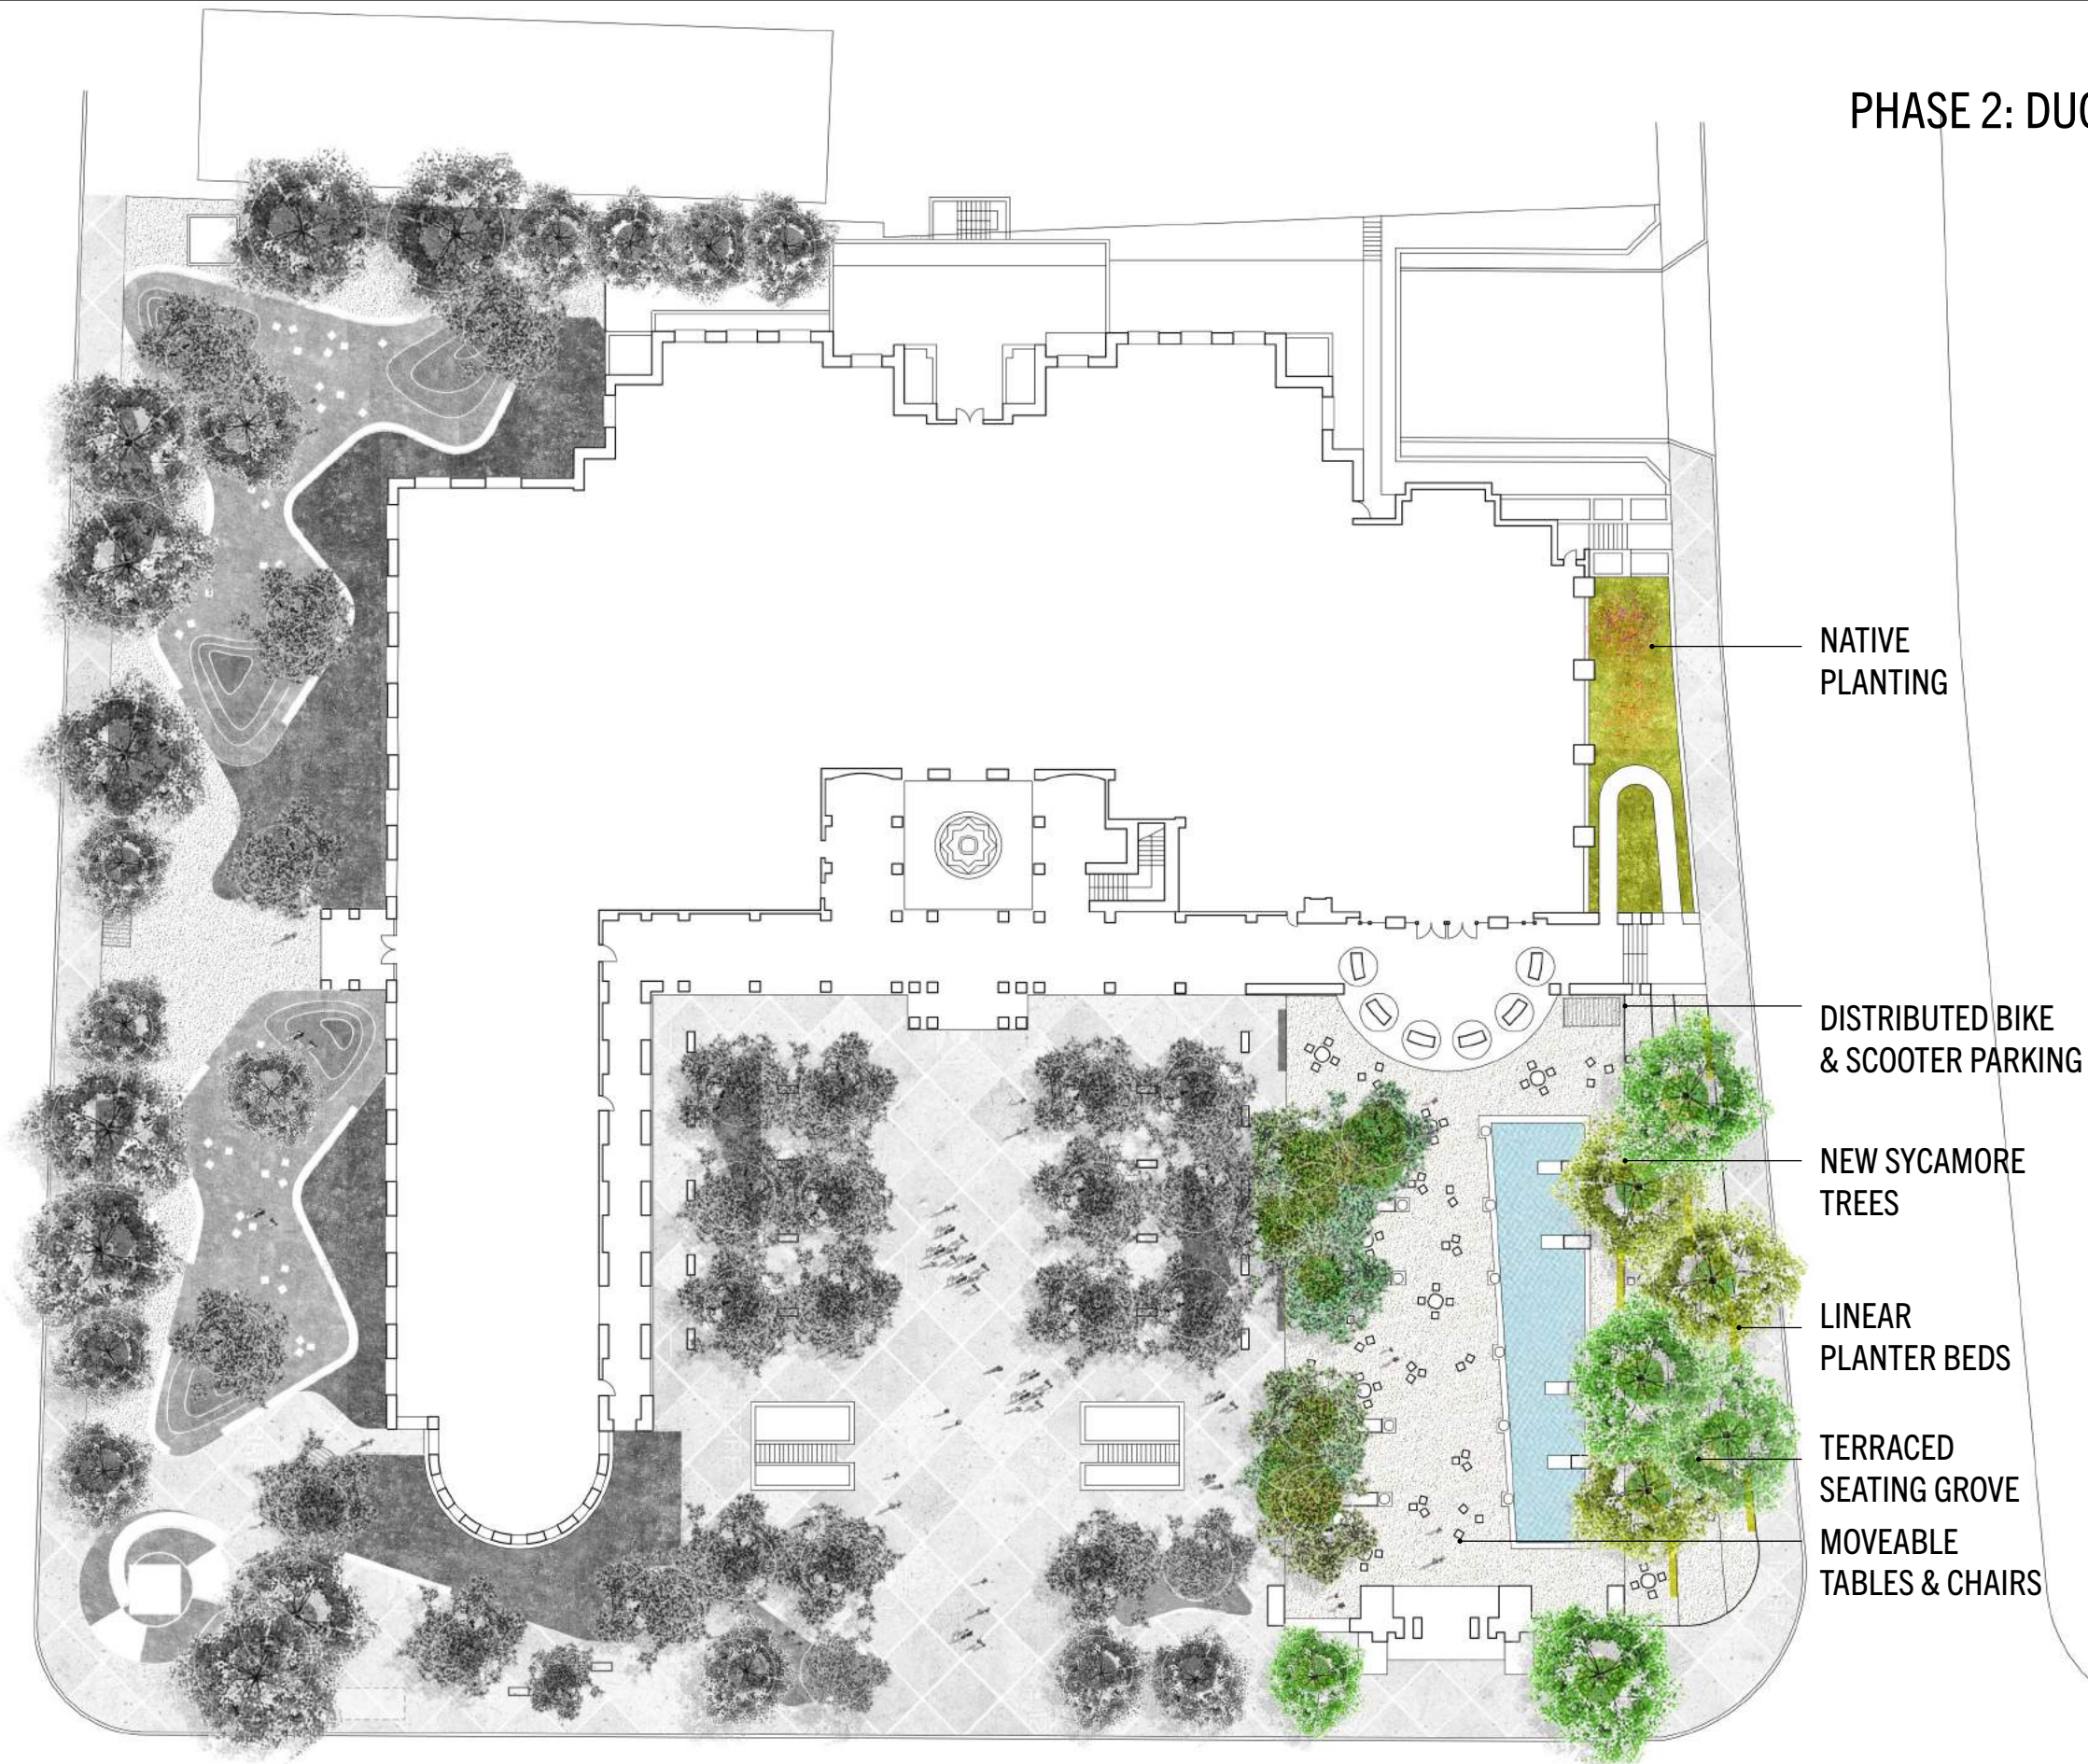 PHASE 2: DUC
NATIVE
PLANTING
DISTRIBUTED BIKE
& SCOOTER PARKING
NEW SYCAMORE
TREES
LINEAR
PLANTER BEDS
TERRACED
SEATING GROVE
MOVEABLE
TABLES & CHAIRS